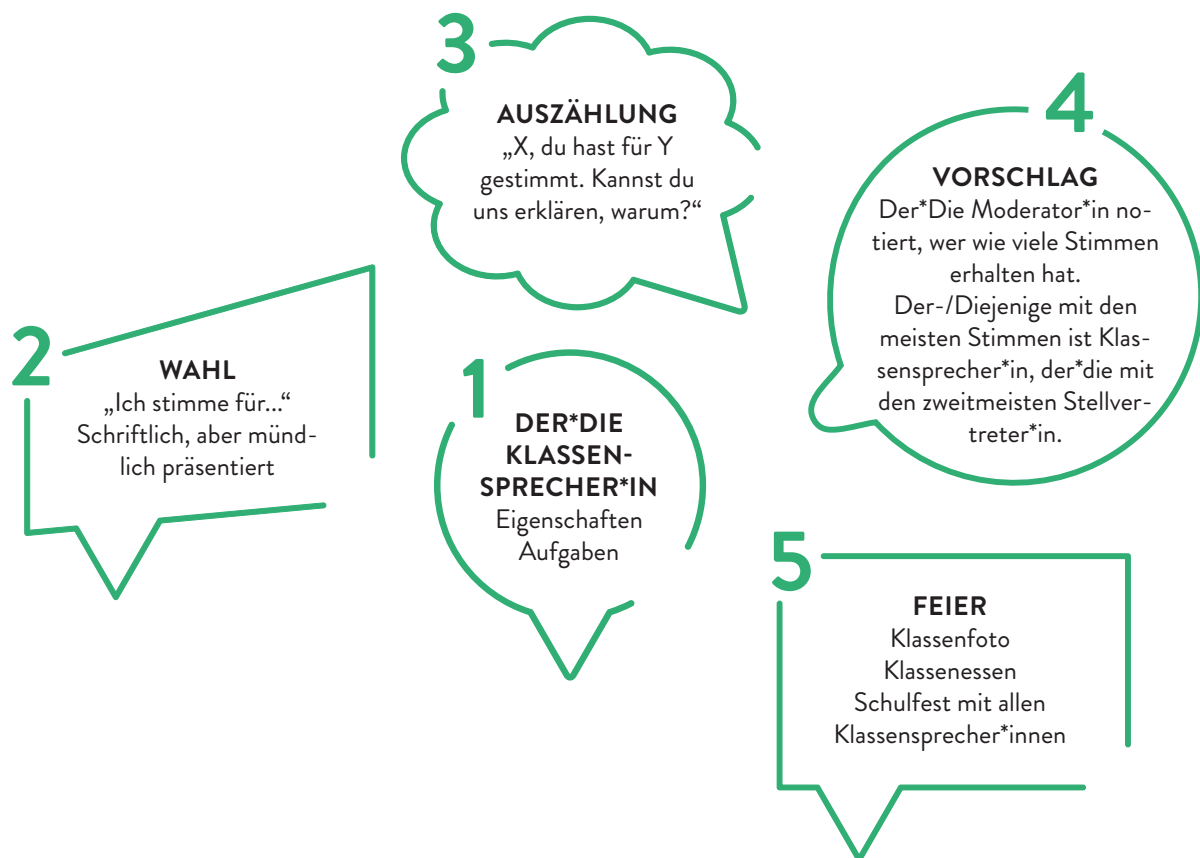 1
DER*DIE
KLASSEN-
SPRECHER*IN
Eigenschaften
Aufgaben
2
WAHL
„Ich stimme für...“
Schriftlich, aber münd-
lich präsentiert
3
AUSZÄHLUNG
„X, du hast für Y
gestimmt. Kannst du
uns erklären, warum?“
4
VORSCHLAG
Der*Die Moderator*in no-
tiert, wer wie viele Stimmen
erhalten hat.
Der-/Diejenige mit den
meisten Stimmen ist Klas-
sensprecher*in, der*die mit
den zweitmeisten Stellver-
treter*in.
5
FEIER
Klassenfoto
Klassenessen
Schulfest mit allen
Klassensprecher*innen